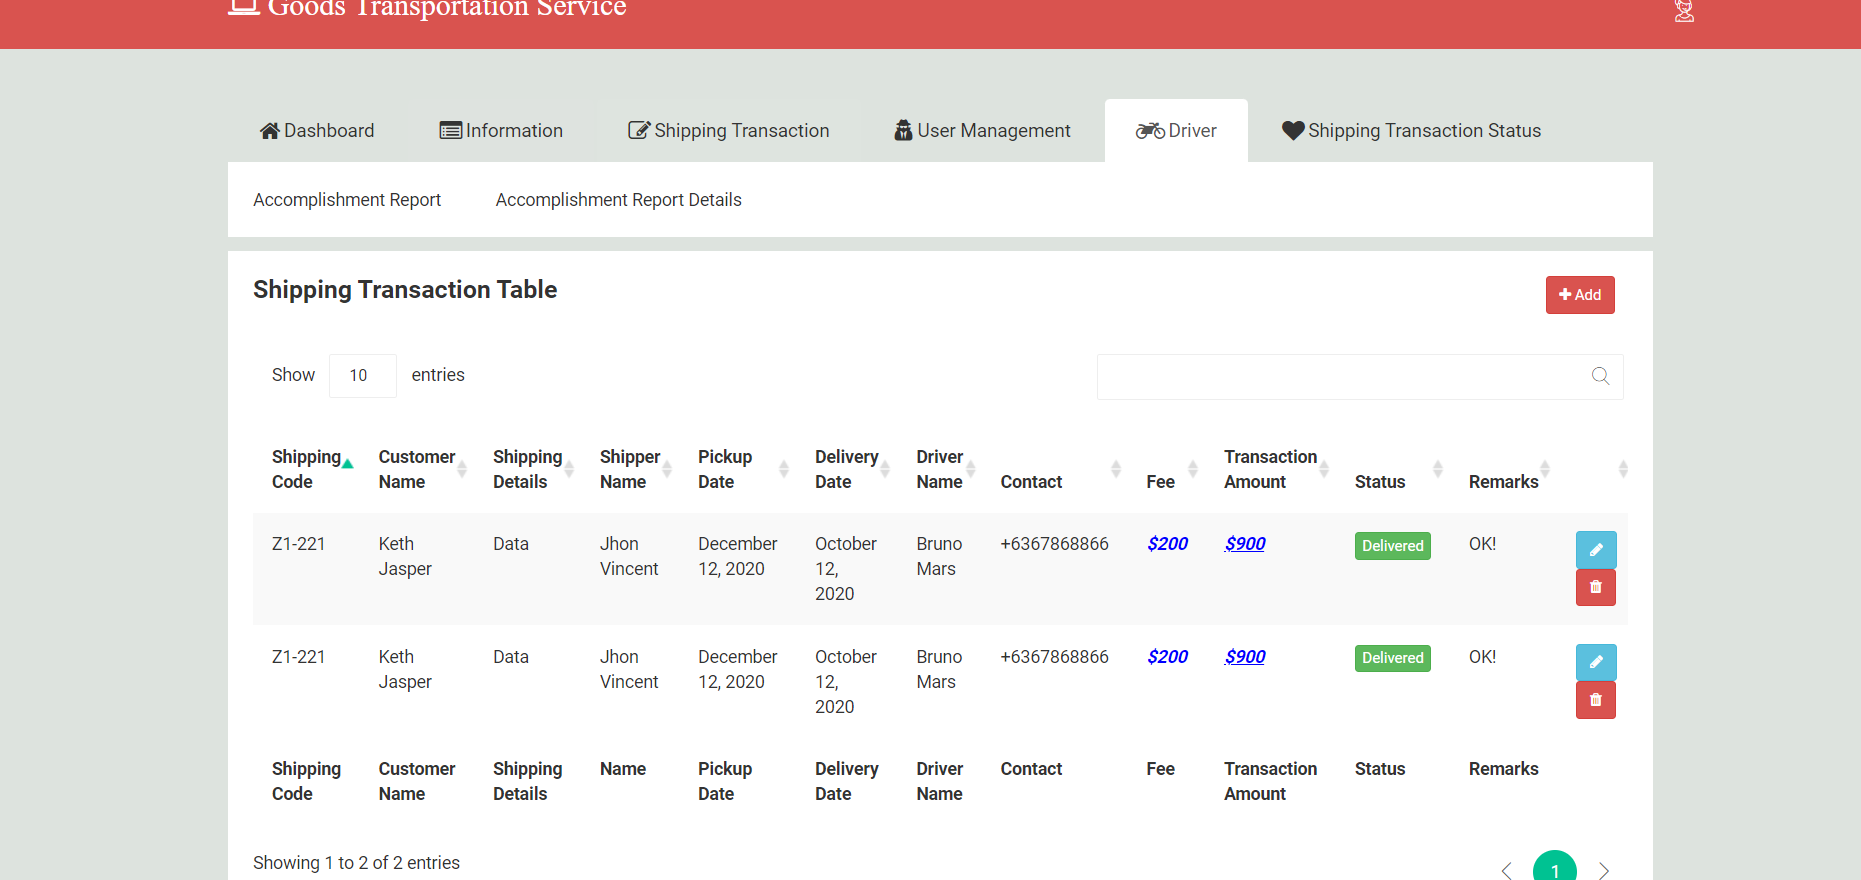 Goods Transportation Service
Dashboard Information Shipping Transaction User Management Driver Shipping Transaction Status
Accomplishment Report Accomplishment Report Details
Shipping Transaction Table
Add
Show 10 entries
Shipping Code Customer Name Shipping Details Shipper Name Pickup Date Delivery Date Driver Name Contact Fee Transaction Amount Status Remarks
Z1-221 Keth Jasper Data Jhon Vincent December 12, 2020 October 12, 2020 Bruno Mars +6367868866 $200 $900 Delivered OK!
Z1-221 Keth Jasper Data Jhon Vincent December 12, 2020 October 12, 2020 Bruno Mars +6367868866 $200 $900 Delivered OK!
Shipping Code Customer Name Shipping Details Name Pickup Date Delivery Date Driver Name Contact Fee Transaction Amount Status Remarks
Showing 1 to 2 of 2 entries
1